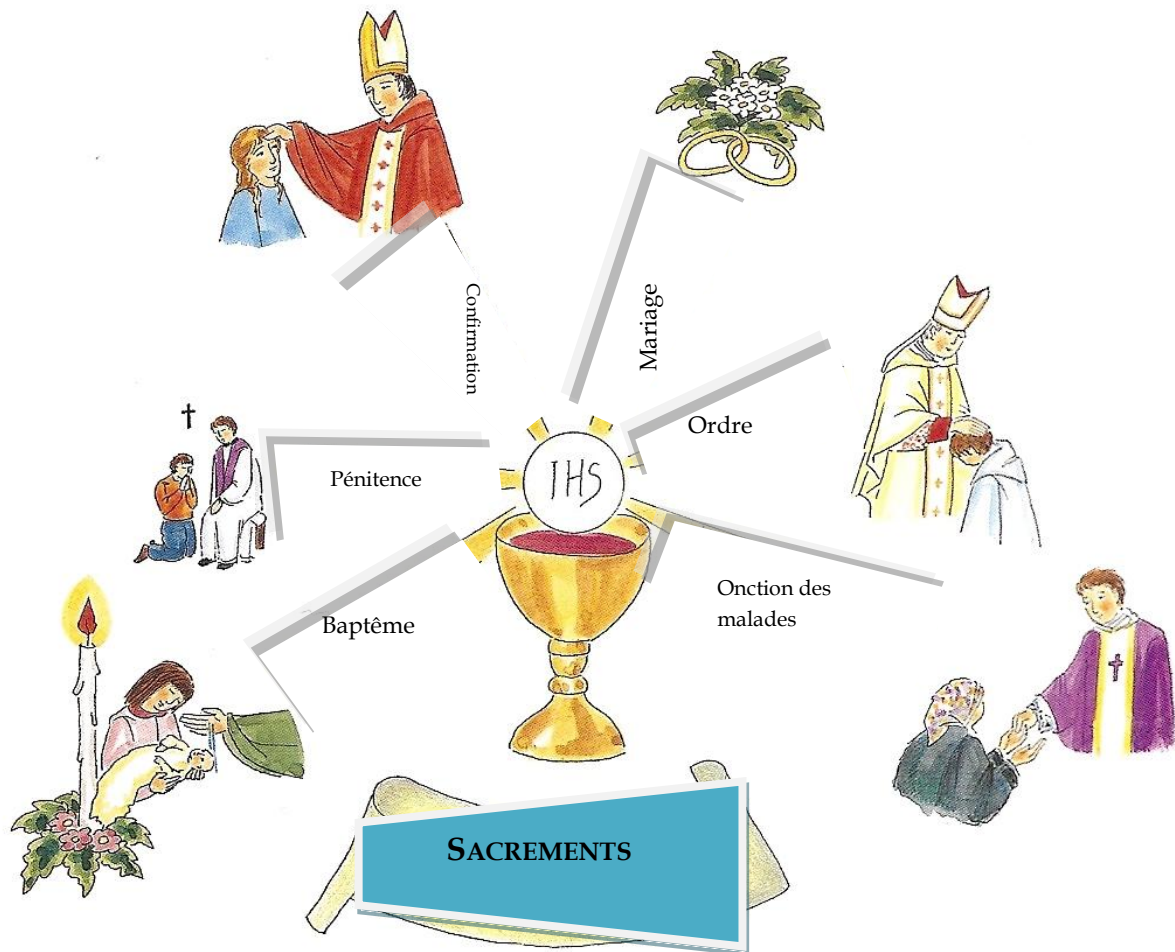 Confirmation
Mariage
Ordre
Pénitence
IHS
Onction des
malades
Baptême
SACREMENTS